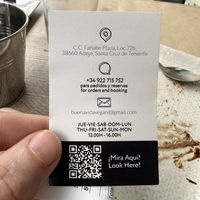 C.C. Fañabe Plaza, Loc.726.
38660 Adeje, Santa Cruz de Tenerife
+34 922 715 752
para pedidos y reservas
for orders and booking
buenavidavegan@gmail.com
JUE-VIE-SAB-DOM-LUN
THU-FRI-SAT-SUN-MON
13.00H - 16.00H
¡Mira Aquí!
Look Here!